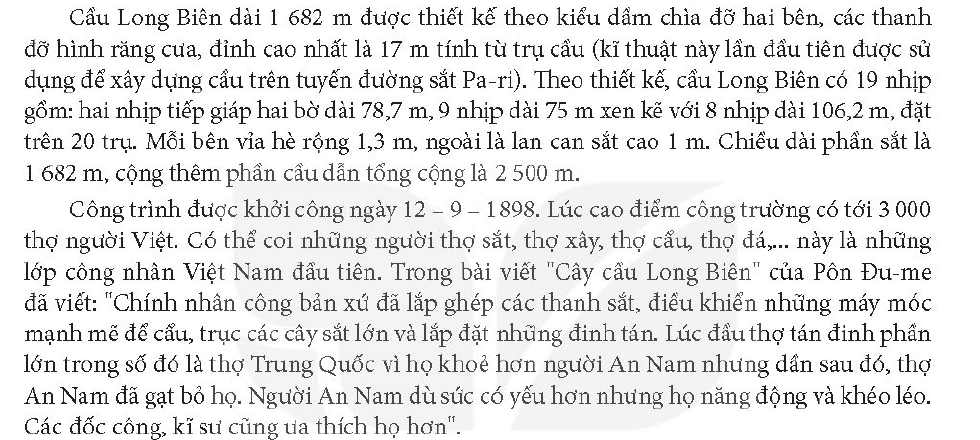 Cầu Long Biên dài 1 682 m được thiết kế theo kiểu dầm chìa đỡ hai bên, các thanh
đỡ hình răng cưa, đỉnh cao nhất là 17 m tính từ trụ cầu (kĩ thuật này lần đầu tiên được sử
dụng để xây dựng cầu trên tuyến đường sắt Pa-ri). Theo thiết kế, cầu Long Biên có 19 nhịp
gồm: hai nhịp tiếp giáp hai bờ dài 78,7 m, 9 nhịp dài 75 m xen kẽ với 8 nhịp dài 106,2 m, đặt
trên 20 trụ. Mỗi bên vỉa hè rộng 1,3 m, ngoài là lan can sắt cao 1 m. Chiều dài phần sắt là
1 682 m, cộng thêm phần cầu dẫn tổng cộng là 2 500 m.
Công trình được khởi công ngày 12 – 9 – 1898. Lúc cao điểm công trường có tới 3 000
thợ người Việt. Có thể coi những người thợ sắt, thợ xây, thợ cẩu, thợ đá,... này là những
lớp công nhân Việt Nam đầu tiên. Trong bài viết "Cây cầu Long Biên" của Pôn Đu-me
đã viết: "Chính nhân công bản xứ đã lắp ghép các thanh sắt, điều khiển những máy móc
mạnh mẽ để cẩu, trục các cây sắt lớn và lắp đặt những đinh tán. Lúc đầu thợ tán đinh phần
lớn trong số đó là thợ Trung Quốc vì họ khoẻ hơn người An Nam nhưng dần sau đó, thợ
An Nam đã gạt bỏ họ. Người An Nam dù sức có yếu hơn nhưng họ năng động và khéo léo.
Các đốc công, kĩ sư cũng ưa thích họ hơn".